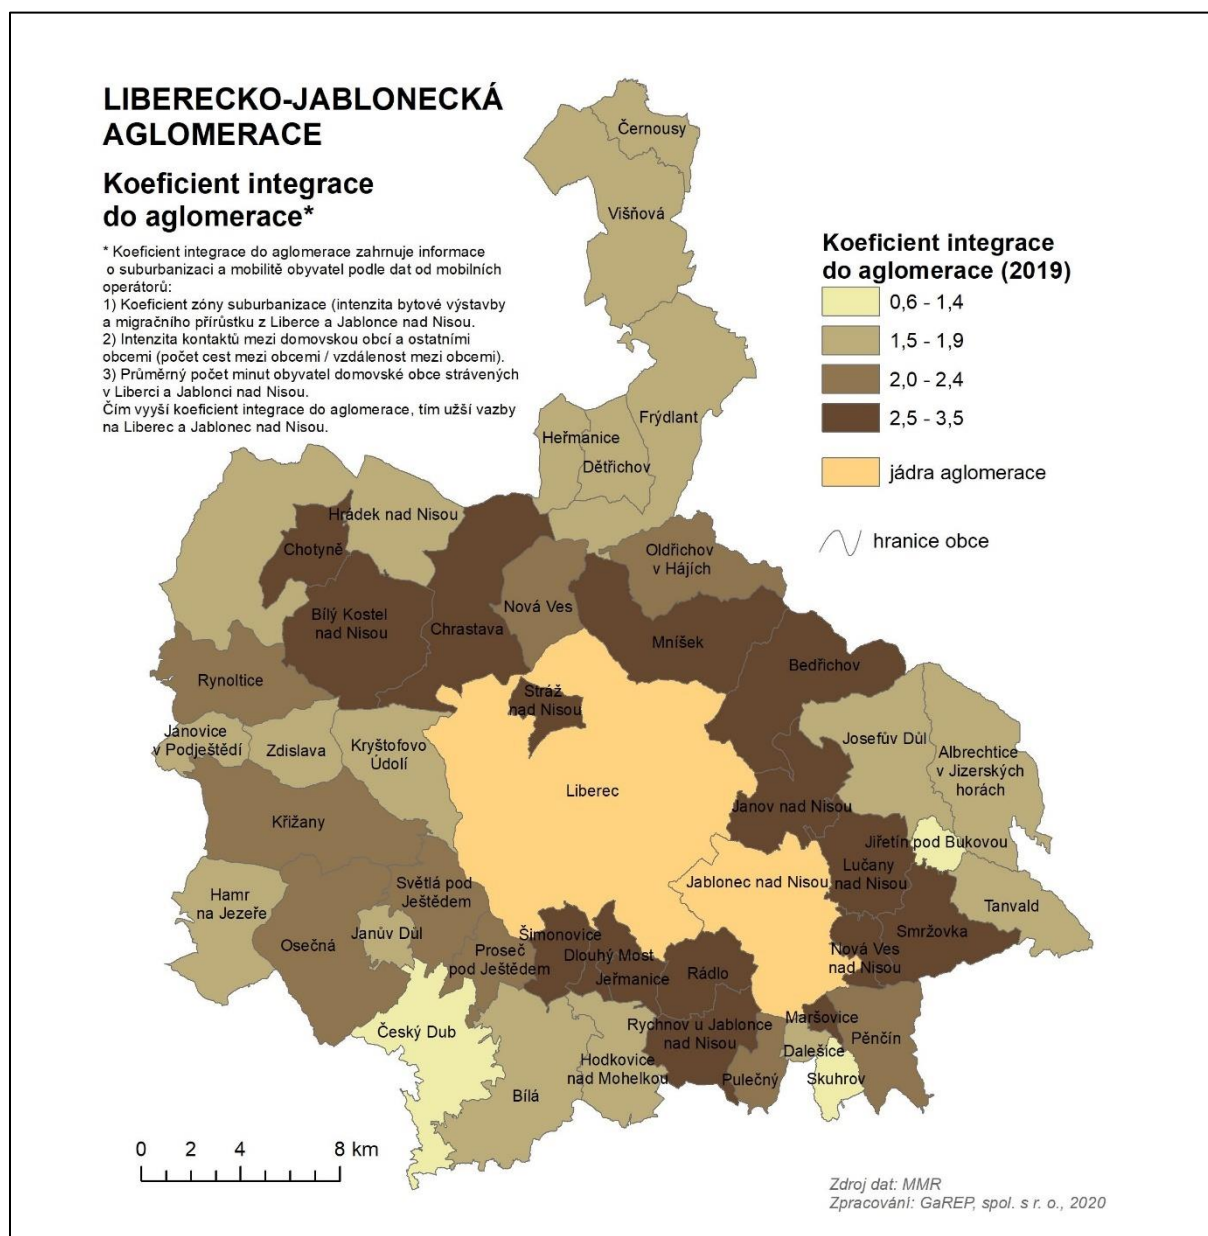 LIBERECKO-JABLONECKÁ
AGLOMERACE
Koeficient integrace
do aglomerace*
* Koeficient integrace do aglomerace zahrnuje informace
o suburbanizaci a mobilitě obyvatel podle dat od mobilních
operátorů:
1) Koeficient zóny suburbanizace (intenzita bytové výstavby
a migračního přírůstku z Liberce a Jablonce nad Nisou.
2) Intenzita kontaktů mezi domovskou obcí a ostatními
obcemi (počet cest mezi obcemi / vzdálenost mezi obcemi).
3) Průměrný počet minut obyvatel domovské obce strávených
v Liberci a Jablonci nad Nisou.
Čím vyyší koeficient integrace do aglomerace, tím užší vazby
na Liberec a Jablonec nad Nisou.
Koeficient integrace
do aglomerace (2019)
0,6 - 1,4
1,5 - 1,9
2,0 - 2,4
2,5 - 3,5
jádra aglomerace
hranice obce
Černousy
Višňová
Frýdlant
Heřmanice
Dětřichov
Hrádek nad Nisou
Chotyně
Oldřichov
v Hájích
Bílý Kostel
nad Nisou
Chrastava
Nová Ves
Mníšek
Bedřichov
Rynoltice
Stráž
nad Nisou
Janovice
v Podještědí
Zdislava
Kryštofovo
Údolí
Josefův Důl
Albrechtice
v Jizerských
horách
Liberec
Janov nad Nisou
Křižany
Jiřetín pod Bukovou
Lučany
nad Nisou
Jablonec nad Nisou
Hamr
na Jezeře
Světlá pod
Ještědem
Tanvald
Janův Důl
Osečná
Proseč
pod Ještědem
Šimonovice
Dlouhý Most
Jeřmanice
Rádlo
Smržovka
Nová Ves
nad Nisou
Český Dub
Rychnov u Jablonce
nad Nisou
Maršovice
Dalešice
Pěnčín
Hodkovice
nad Mohelkou
Pulečný
Skuhrov
Bílá
0 4 8 km
Zdroj dat: MMR
Zpracování: GaREP, spol. s r. o., 2020